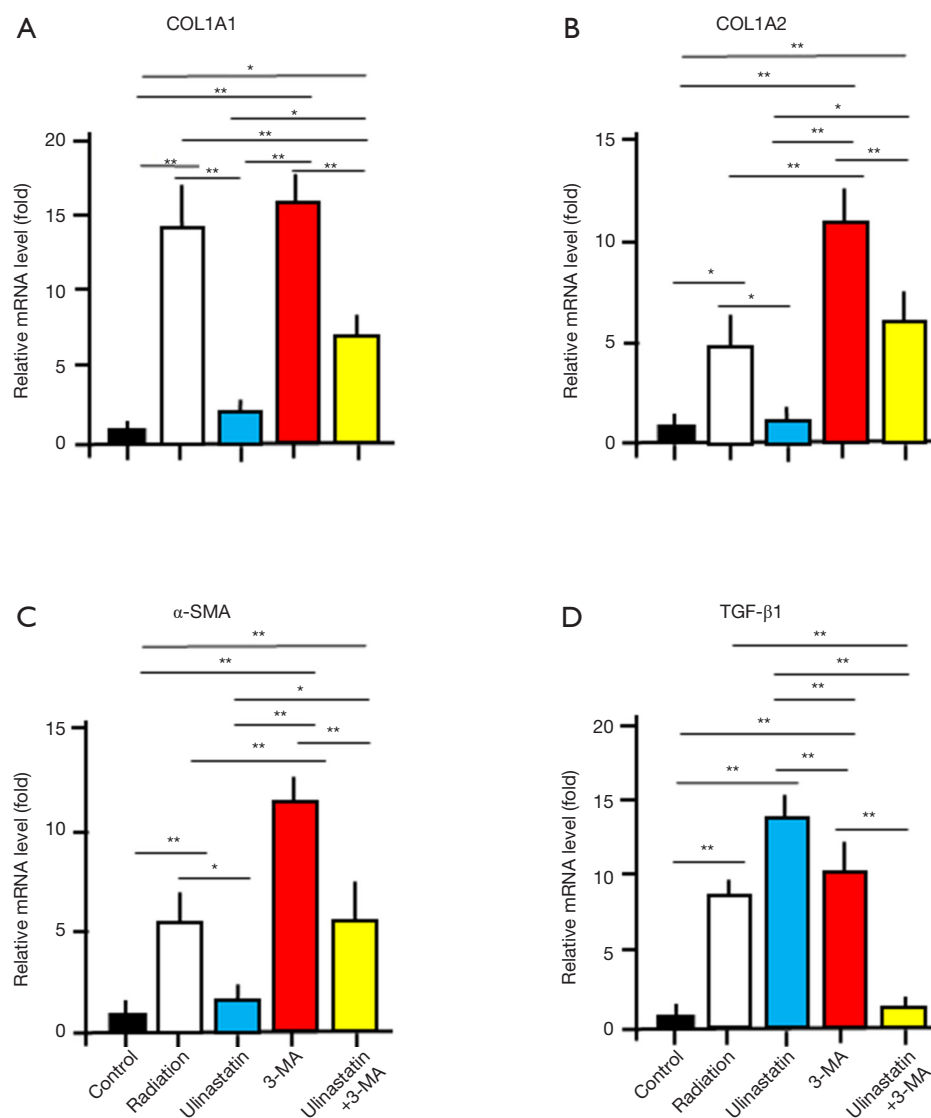 A
COL1A1
*
**
*
**
**
**
**
**
20
15
10
5
0
Relative mRNA level (fold)
B
COL1A2
**
**
*
**
**
**
*
*
15
10
5
0
Relative mRNA level (fold)
C
α-SMA
**
**
*
**
**
**
**
*
15
10
5
0
Relative mRNA level (fold)
Control
Radiation
Ulinastatin
3-MA
Ulinastatin
+3-MA
D
TGF-β1
**
**
**
**
**
**
**
**
20
15
10
5
0
Relative mRNA level (fold)
Control
Radiation
Ulinastatin
3-MA
Ulinastatin
+3-MA